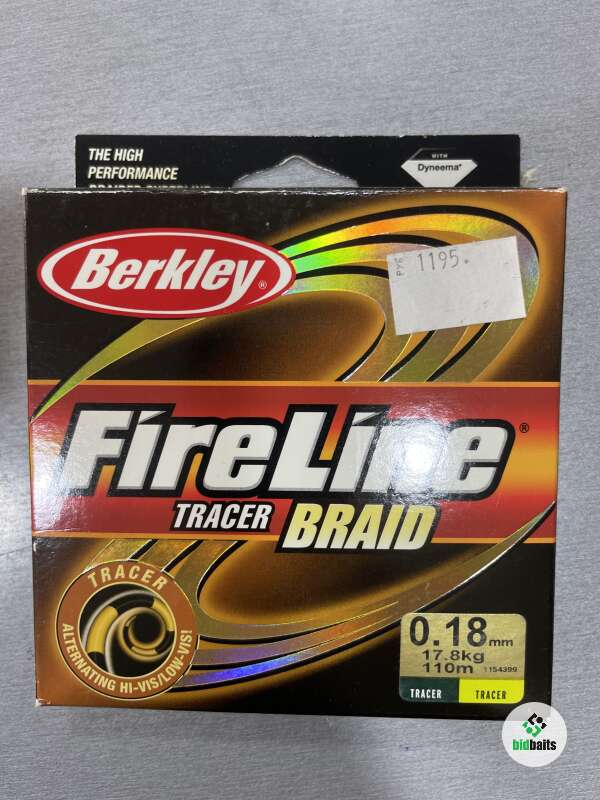 THE HIGH
PERFORMANCE
WITH
Dyneema®
Berkley®
РУБ 1195.
FireLine®
TRACER BRAID
TRACER
ALTERNATING HI-VIS/LOW-VIS!
0.18mm
17.8kg
110m 1154399
TRACER TRACER
bidbaits